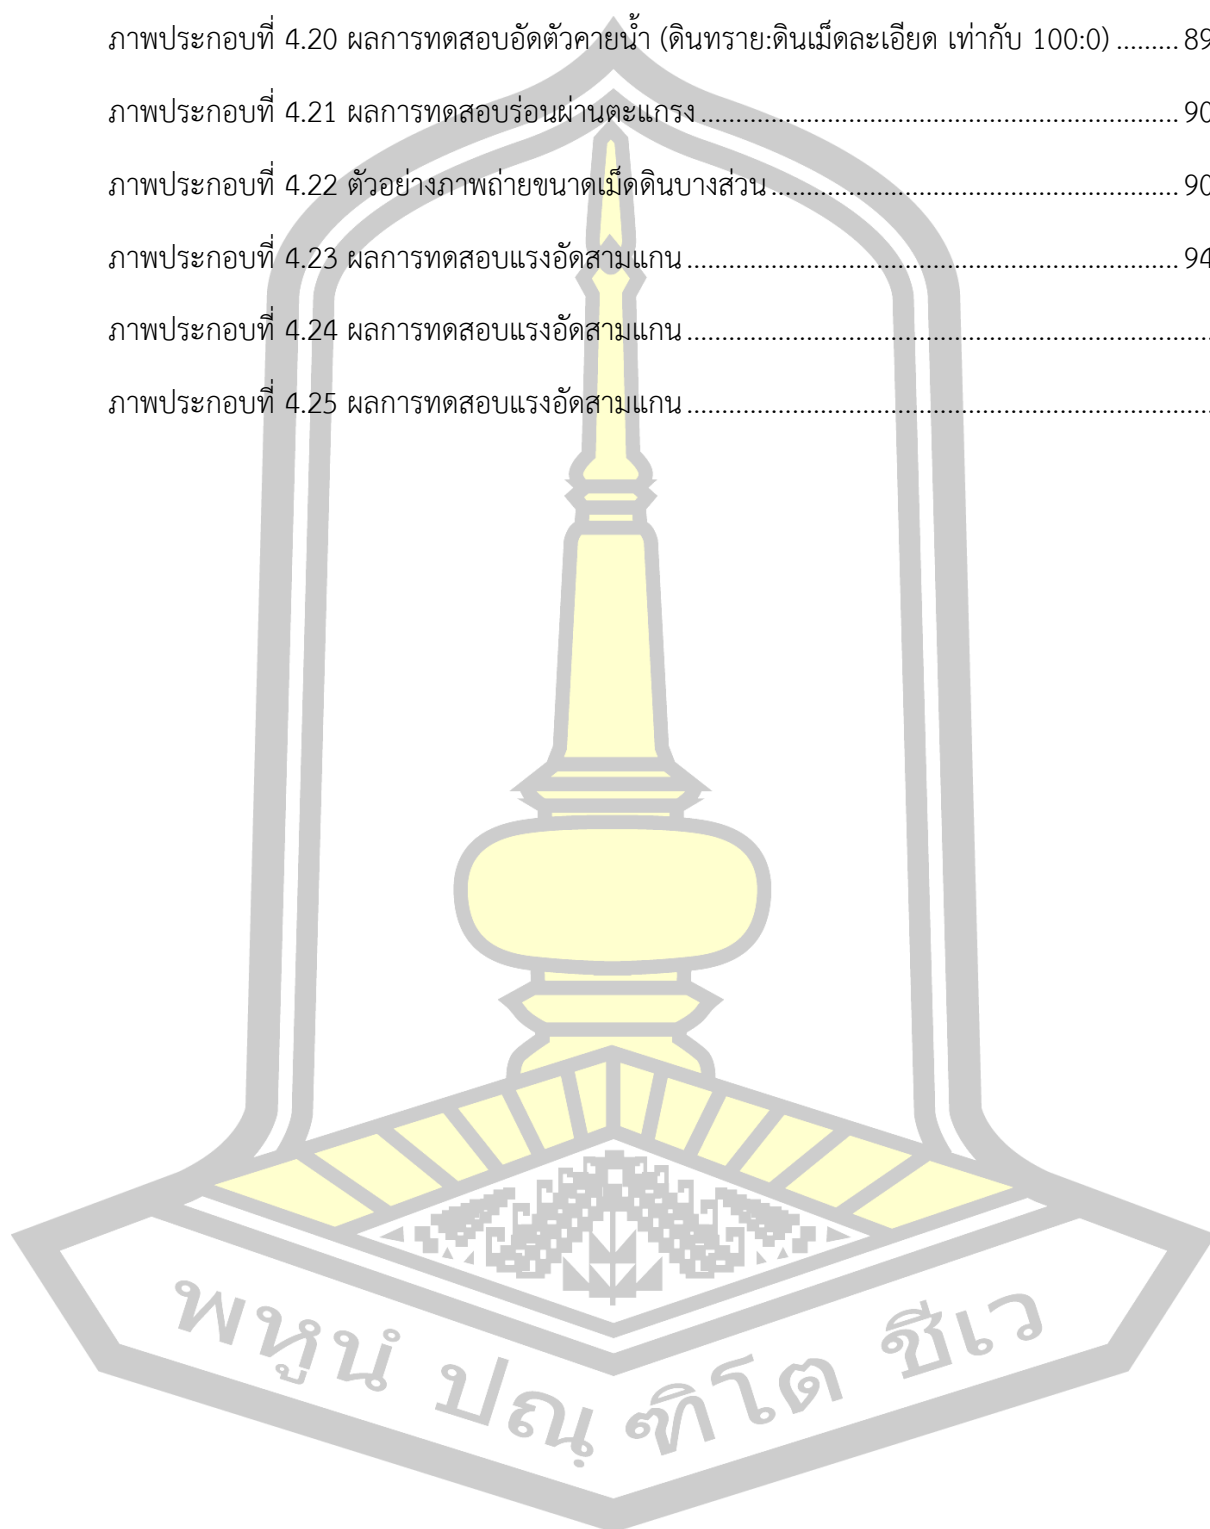 ภาพประกอบที่ 4.20 ผลการทดสอบอัดตัวคายน้ำ (ดินทราย:ดินเม็ดละเอียด เท่ากับ 100:0) ......... 89
ภาพประกอบที่ 4.21 ผลการทดสอบร่อนผ่านตะแกรง ..................................................................... 90
ภาพประกอบที่ 4.22 ตัวอย่างภาพถ่ายขนาดเม็ดดินบางส่วน ........................................................... 90
ภาพประกอบที่ 4.23 ผลการทดสอบแรงอัดสามแกน ....................................................................... 94
ภาพประกอบที่ 4.24 ผลการทดสอบแรงอัดสามแกน ...........................................................................
ภาพประกอบที่ 4.25 ผลการทดสอบแรงอัดสามแกน ...........................................................................
พหูนํ ปณฺฑิโต ชีเว